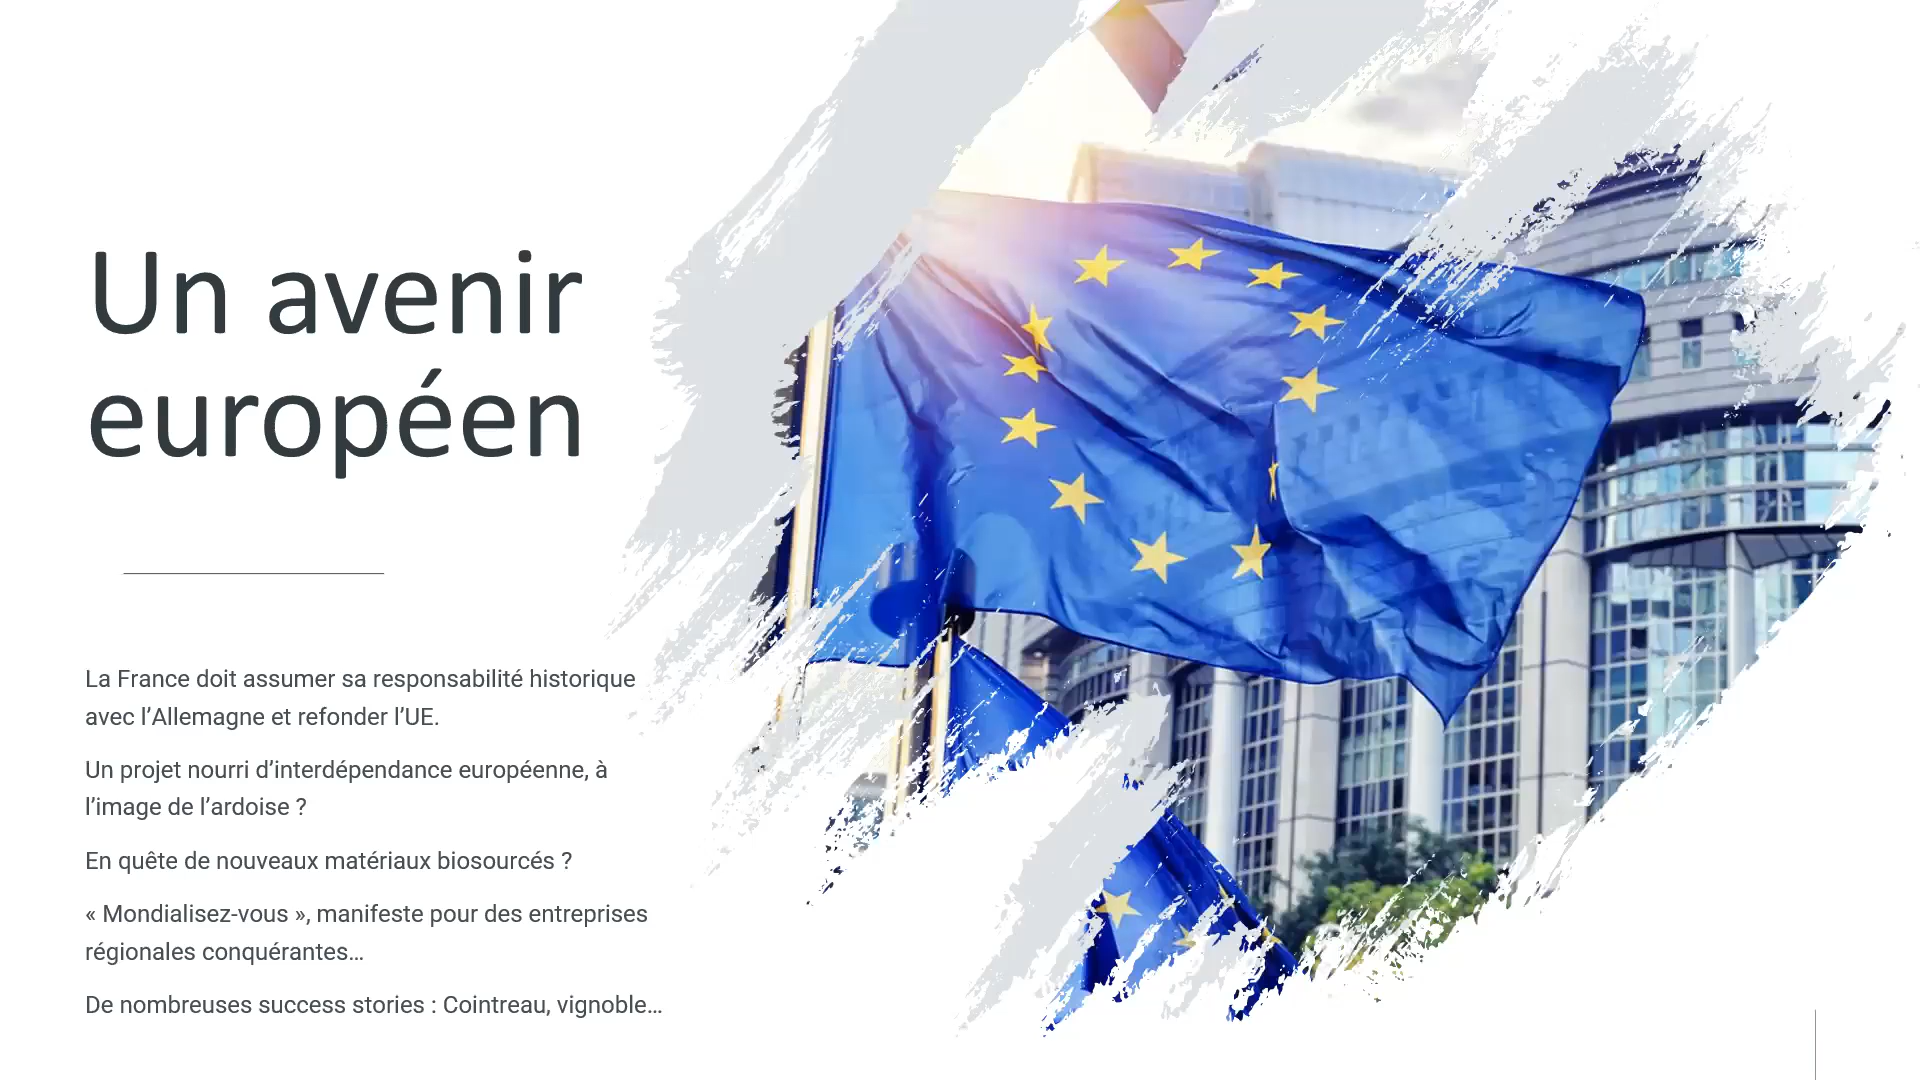 Un avenir
européen
La France doit assumer sa responsabilité historique
avec l’Allemagne et refonder l’UE.
Un projet nourri d’interdépendance européenne, à
l’image de l’ardoise ?
En quête de nouveaux matériaux biosourcés ?
« Mondialisez-vous », manifeste pour des entreprises
régionales conquérantes…
De nombreuses success stories : Cointreau, vignoble…